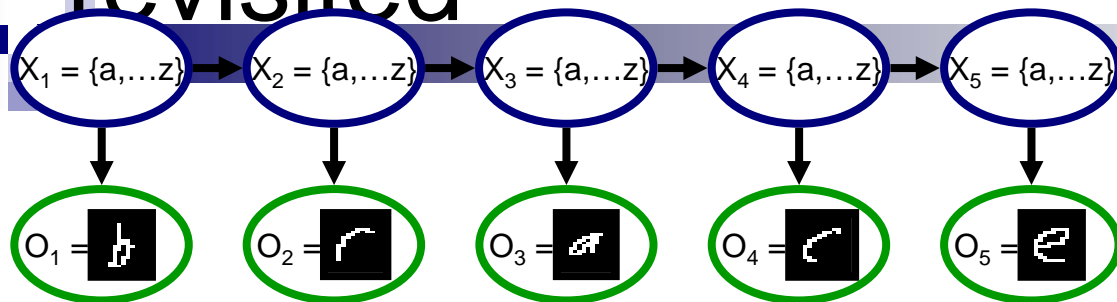 revisited
X₁ = {a,…z} X₂ = {a,…z} X₃ = {a,…z} X₄ = {a,…z} X₅ = {a,…z}
O₁ = b O₂ = r O₃ = a O₄ = c O₅ = e